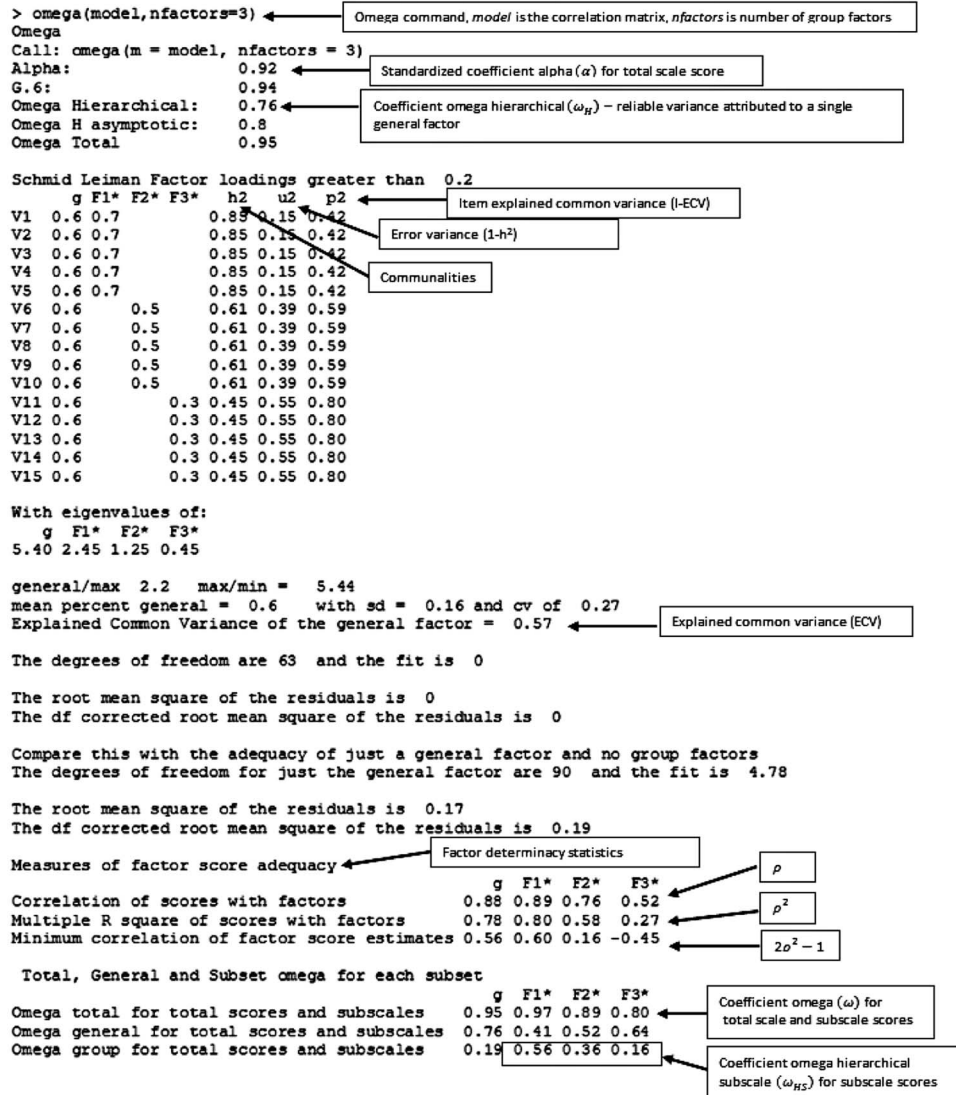 > omega(model,nfactors=3)
Omega command, model is the correlation matrix, nfactors is number of group factors
Omega
Call: omega(m = model, nfactors = 3)
Alpha: 0.92
Standardized coefficient alpha (α) for total scale score
G.6: 0.94
Omega Hierarchical: 0.76
Coefficient omega hierarchical (ω_H) – reliable variance attributed to a single
general factor
Omega H asymptotic: 0.8
Omega Total 0.95
Schmid Leiman Factor loadings greater than 0.2
g F1* F2* F3* h2 u2 p2
Item explained common variance (I-ECV)
V1 0.6 0.7 0.85 0.15 0.42
V2 0.6 0.7 0.85 0.15 0.42
Error variance (1-h²)
V3 0.6 0.7 0.85 0.15 0.42
V4 0.6 0.7 0.85 0.15 0.42
Communalities
V5 0.6 0.7 0.85 0.15 0.42
V6 0.6 0.5 0.61 0.39 0.59
V7 0.6 0.5 0.61 0.39 0.59
V8 0.6 0.5 0.61 0.39 0.59
V9 0.6 0.5 0.61 0.39 0.59
V10 0.6 0.5 0.61 0.39 0.59
V11 0.6 0.3 0.45 0.55 0.80
V12 0.6 0.3 0.45 0.55 0.80
V13 0.6 0.3 0.45 0.55 0.80
V14 0.6 0.3 0.45 0.55 0.80
V15 0.6 0.3 0.45 0.55 0.80
With eigenvalues of:
g F1* F2* F3*
5.40 2.45 1.25 0.45
general/max 2.2 max/min = 5.44
mean percent general = 0.6 with sd = 0.16 and cv of 0.27
Explained Common Variance of the general factor = 0.57
Explained common variance (ECV)
The degrees of freedom are 63 and the fit is 0
The root mean square of the residuals is 0
The df corrected root mean square of the residuals is 0
Compare this with the adequacy of just a general factor and no group factors
The degrees of freedom for just the general factor are 90 and the fit is 4.78
The root mean square of the residuals is 0.17
The df corrected root mean square of the residuals is 0.19
Measures of factor score adequacy
Factor determinacy statistics
g F1* F2* F3*
ρ
Correlation of scores with factors 0.88 0.89 0.76 0.52
Multiple R square of scores with factors 0.78 0.80 0.58 0.27
ρ²
Minimum correlation of factor score estimates 0.56 0.60 0.16 -0.45
2ρ² − 1
Total, General and Subset omega for each subset
g F1* F2* F3*
Omega total for total scores and subscales 0.95 0.97 0.89 0.80
Coefficient omega (ω) for
total scale and subscale scores
Omega general for total scores and subscales 0.76 0.41 0.52 0.64
Omega group for total scores and subscales 0.19 0.56 0.36 0.16
Coefficient omega hierarchical
subscale (ω_HS) for subscale scores